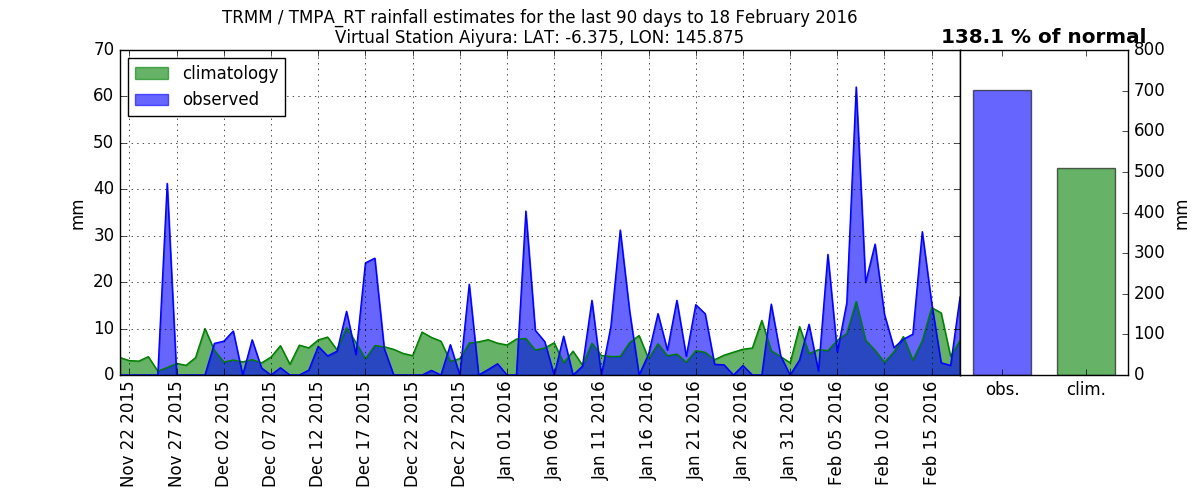 TRMM / TMPA_RT rainfall estimates for the last 90 days to 18 February 2016
Virtual Station Aiyura: LAT: -6.375, LON: 145.875
138.1 % of normal
climatology
observed
mm
70
60
50
40
30
20
10
0
Nov 22 2015
Nov 27 2015
Dec 02 2015
Dec 07 2015
Dec 12 2015
Dec 17 2015
Dec 22 2015
Dec 27 2015
Jan 01 2016
Jan 06 2016
Jan 11 2016
Jan 16 2016
Jan 21 2016
Jan 26 2016
Jan 31 2016
Feb 05 2016
Feb 10 2016
Feb 15 2016
obs.
clim.
800
700
600
500
400
300
200
100
0
mm